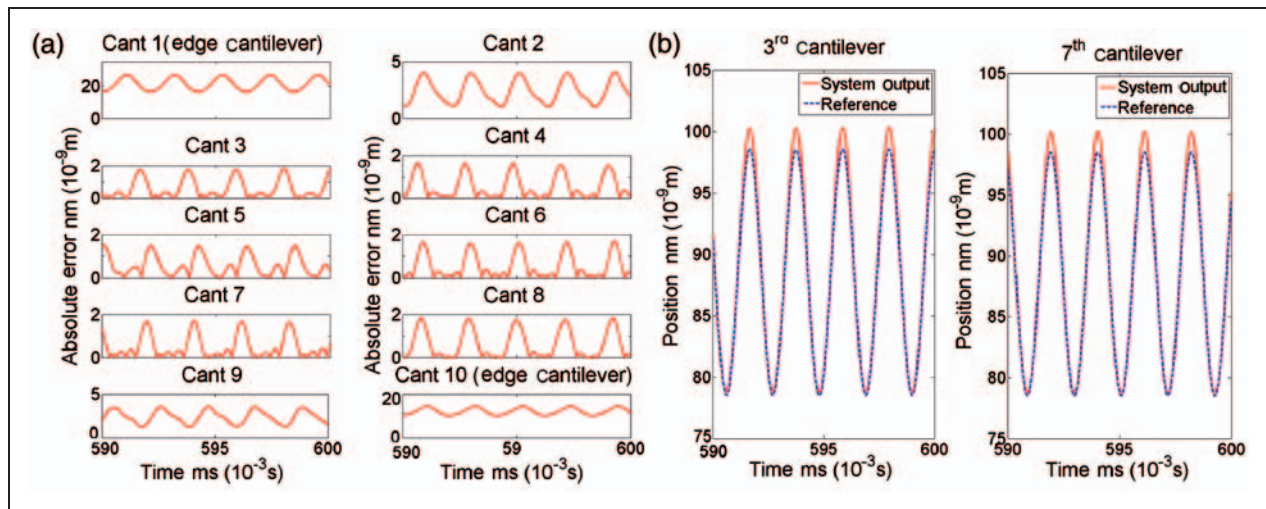 (a)
Cant 1(edge cantilever)
20
0
Cant 2
5
0
Cant 3
2
1
0
Cant 4
2
1
0
Cant 5
2
0
Cant 6
2
0
Cant 7
2
0
Cant 8
2
0
Cant 9
5
0
Cant 10 (edge cantilever)
20
0
Absolute error nm (10⁻⁹m)
Absolute error nm (10⁻⁹m)
590 595 600
Time ms (10⁻³s)
590 59 600
Time ms (10⁻³s)
(b)
3ʳᵈ cantilever
System output
Reference
105
100
95
90
85
80
75
Position nm (10⁻⁹m)
590 595 600
Time ms (10⁻³s)
7ᵗʰ cantilever
System output
Reference
105
100
95
90
85
80
75
Position nm (10⁻⁹m)
590 595 600
Time ms (10⁻³s)